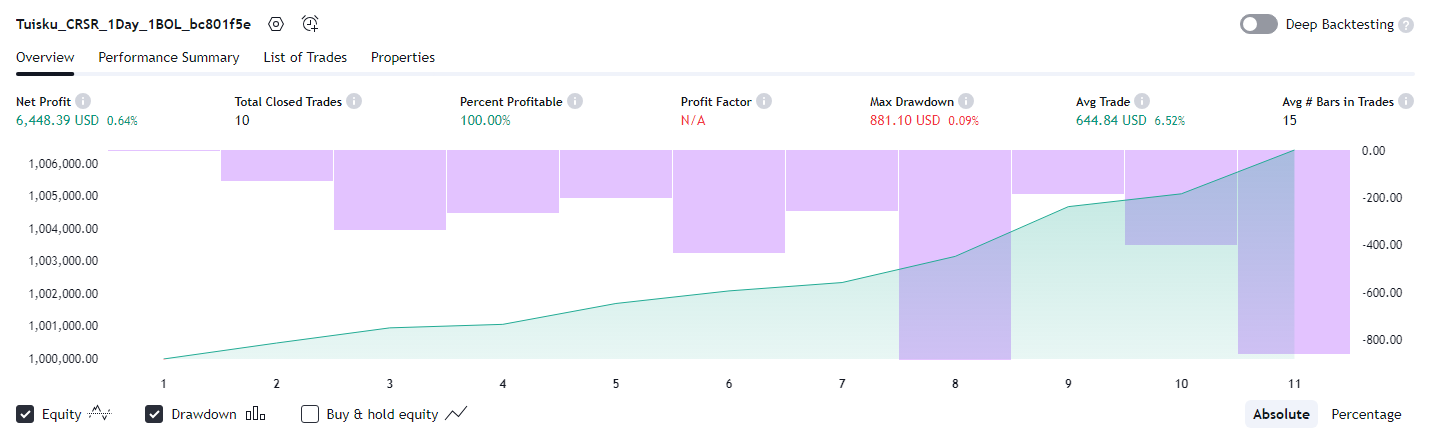 Tuisku_CRSR_1Day_1BOL_bc801f5e Deep Backtesting ?
Overview Performance Summary List of Trades Properties
Net Profit i Total Closed Trades i Percent Profitable i Profit Factor i Max Drawdown i Avg Trade i Avg # Bars in Trades i
6,448.39 USD 0.64% 10 100.00% N/A 881.10 USD 0.09% 644.84 USD 6.52% 15
0.00
1,006,000.00
1,005,000.00 -200.00
1,004,000.00
1,003,000.00 -400.00
1,002,000.00 -600.00
1,001,000.00
1,000,000.00 -800.00
1 2 3 4 5 6 7 8 9 10 11
Equity Drawdown Buy & hold equity Absolute Percentage